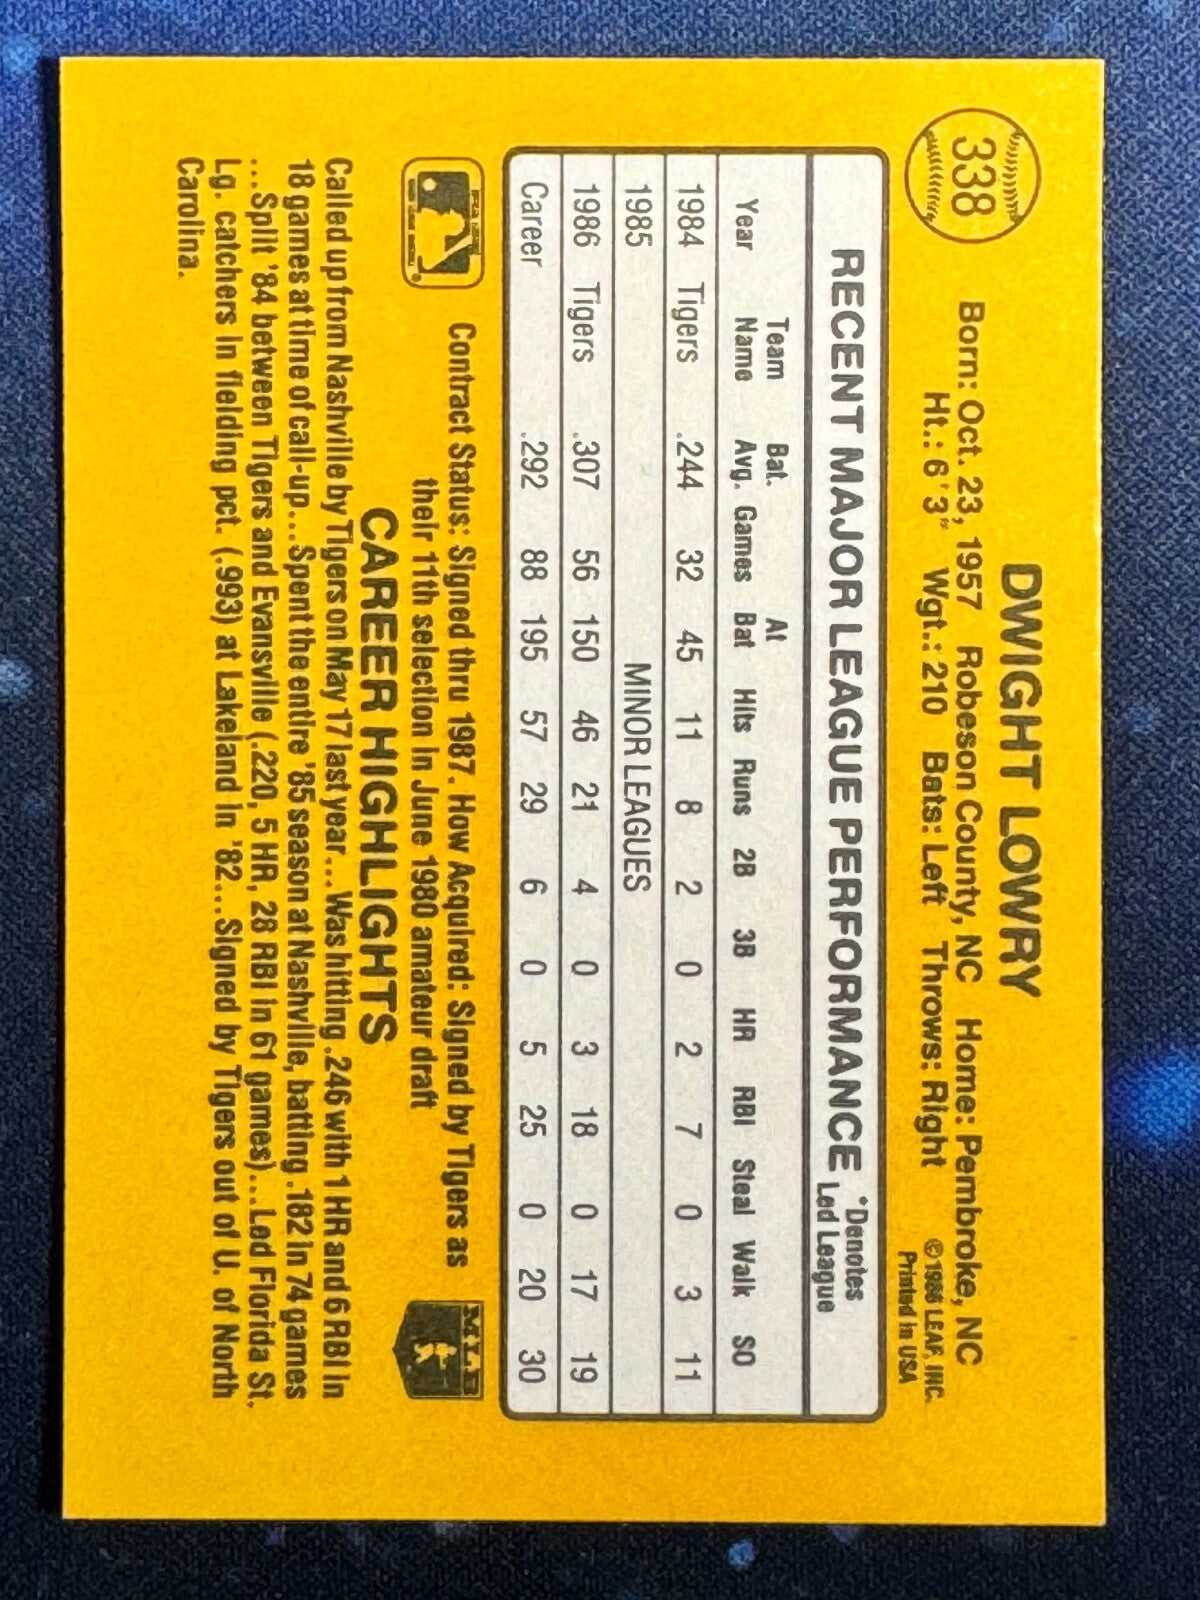 338
DWIGHT LOWRY
Born: Oct. 23, 1957 Robeson County, NC Home: Pembroke, NC
Ht.: 6'3" Wgt.: 210 Bats: Left Throws: Right
© 1986 LEAF, INC.
Printed in USA
RECENT MAJOR LEAGUE PERFORMANCE *Denotes Led League
Year Team Name Bat. Avg. Games At Bat Hits Runs 2B 3B HR RBI Steal Walk SO
1984 Tigers .244 32 45 11 8 2 0 2 7 0 3 11
1985 MINOR LEAGUES
1986 Tigers .307 56 150 46 21 4 0 3 18 0 17 19
Career .292 88 195 57 29 6 0 5 25 0 20 30
Contract Status: Signed thru 1987. How Acquired: Signed by Tigers as
their 11th selection in June 1980 amateur draft
MLB
CAREER HIGHLIGHTS
Called up from Nashville by Tigers on May 17 last year...Was hitting .246 with 1 HR and 6 RBI in
18 games at time of call-up...Spent the entire '85 season at Nashville, batting .182 in 74 games
...Split '84 between Tigers and Evansville (.220, 5 HR, 28 RBI in 61 games)...Led Florida St.
Lg. catchers in fielding pct. (.993) at Lakeland in '82...Signed by Tigers out of U. of North
Carolina.